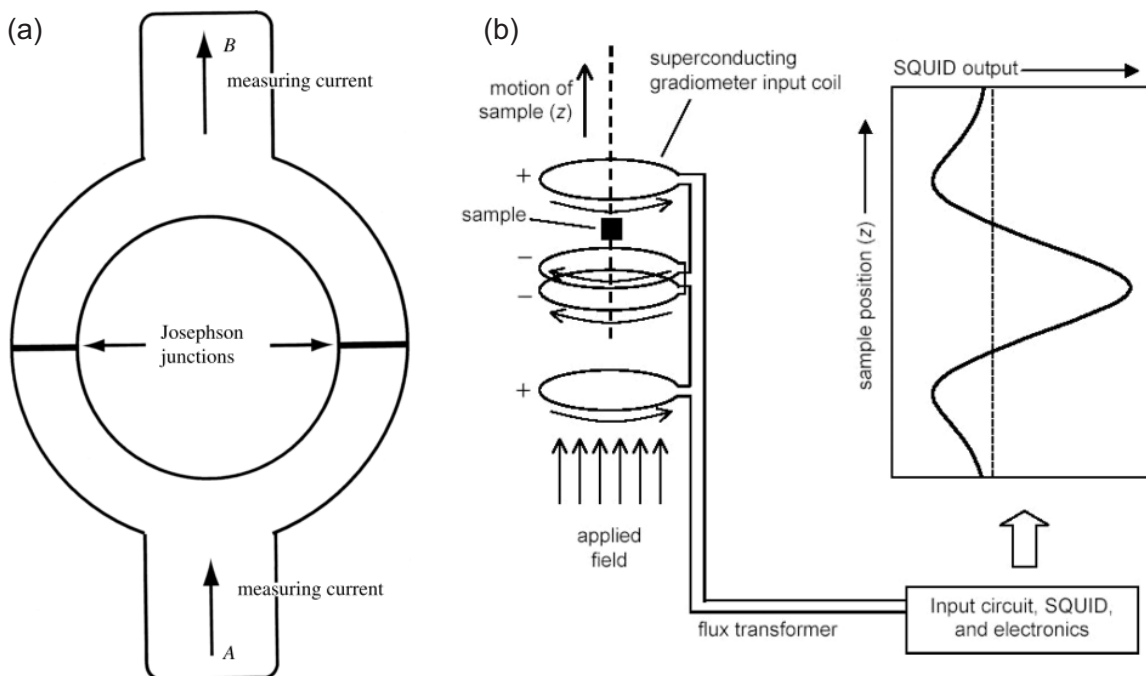 (a)
B
measuring current
Josephson
junctions
measuring current
A
(b)
superconducting
gradiometer input coil
motion of
sample (z)
+
sample
−
−
+
applied
field
flux transformer
SQUID output
sample position (z)
Input circuit, SQUID,
and electronics